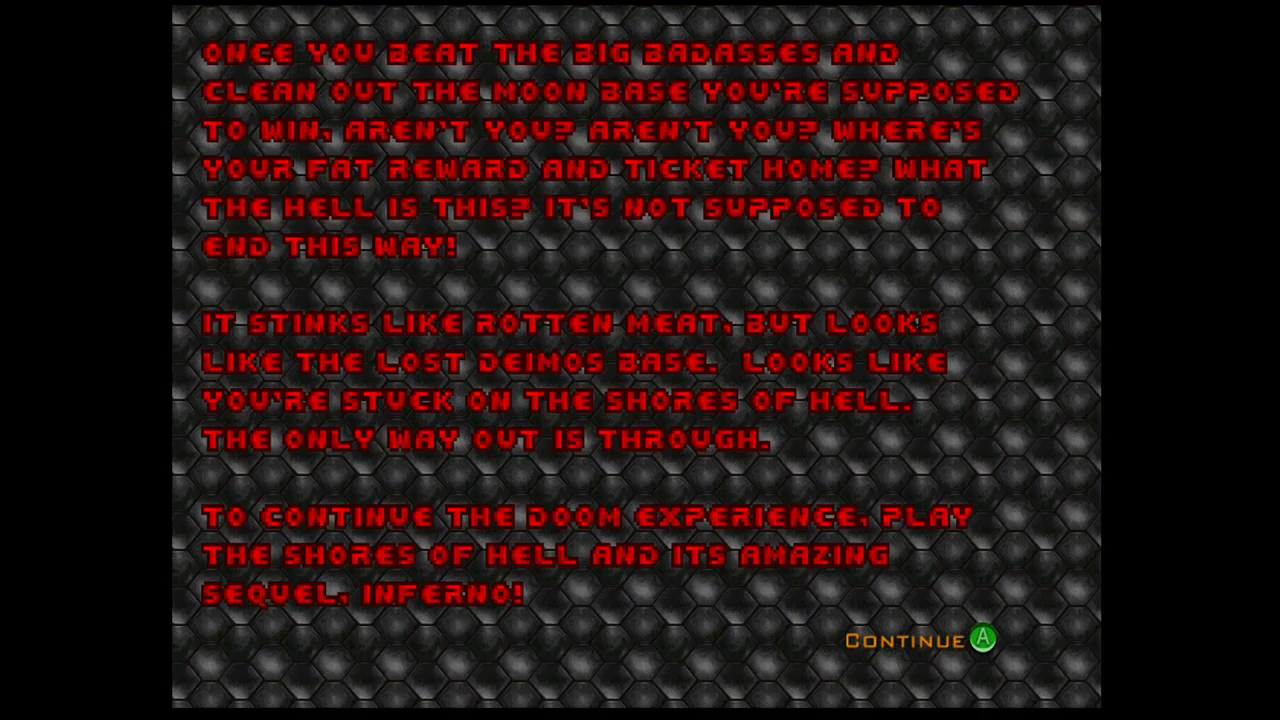 ONCE YOU BEAT THE BIG BADASSES AND
CLEAN OUT THE MOON BASE YOU'RE SUPPOSED
TO WIN, AREN'T YOU? AREN'T YOU? WHERE'S
YOUR FAT REWARD AND TICKET HOME? WHAT
THE HELL IS THIS? IT'S NOT SUPPOSED TO
END THIS WAY!
IT STINKS LIKE ROTTEN MEAT, BUT LOOKS
LIKE THE LOST DEIMOS BASE.  LOOKS LIKE
YOU'RE STUCK ON THE SHORES OF HELL.
THE ONLY WAY OUT IS THROUGH.
TO CONTINUE THE DOOM EXPERIENCE, PLAY
THE SHORES OF HELL AND ITS AMAZING
SEQUEL, INFERNO!
CONTINUE A